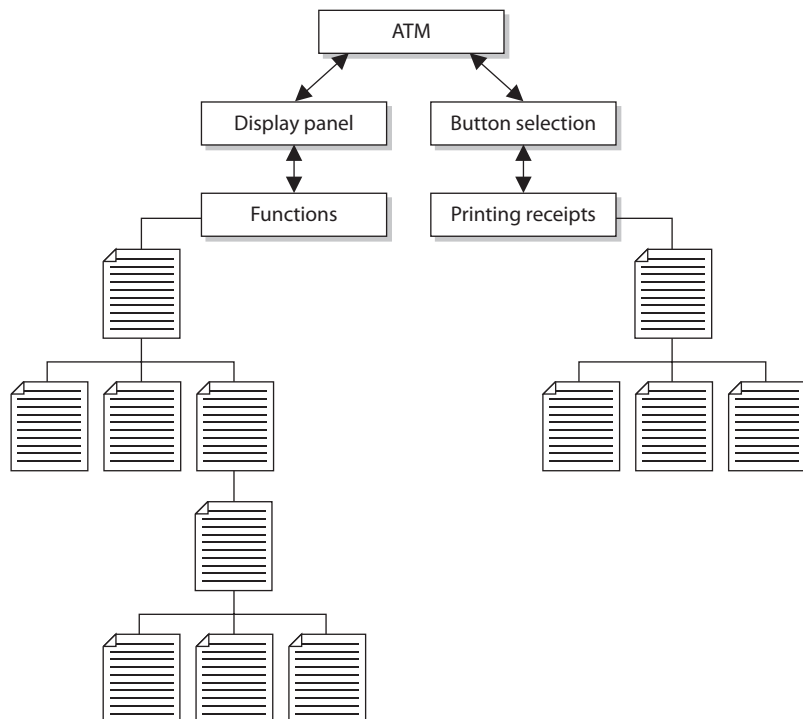 ATM
Display panel
Button selection
Functions
Printing receipts